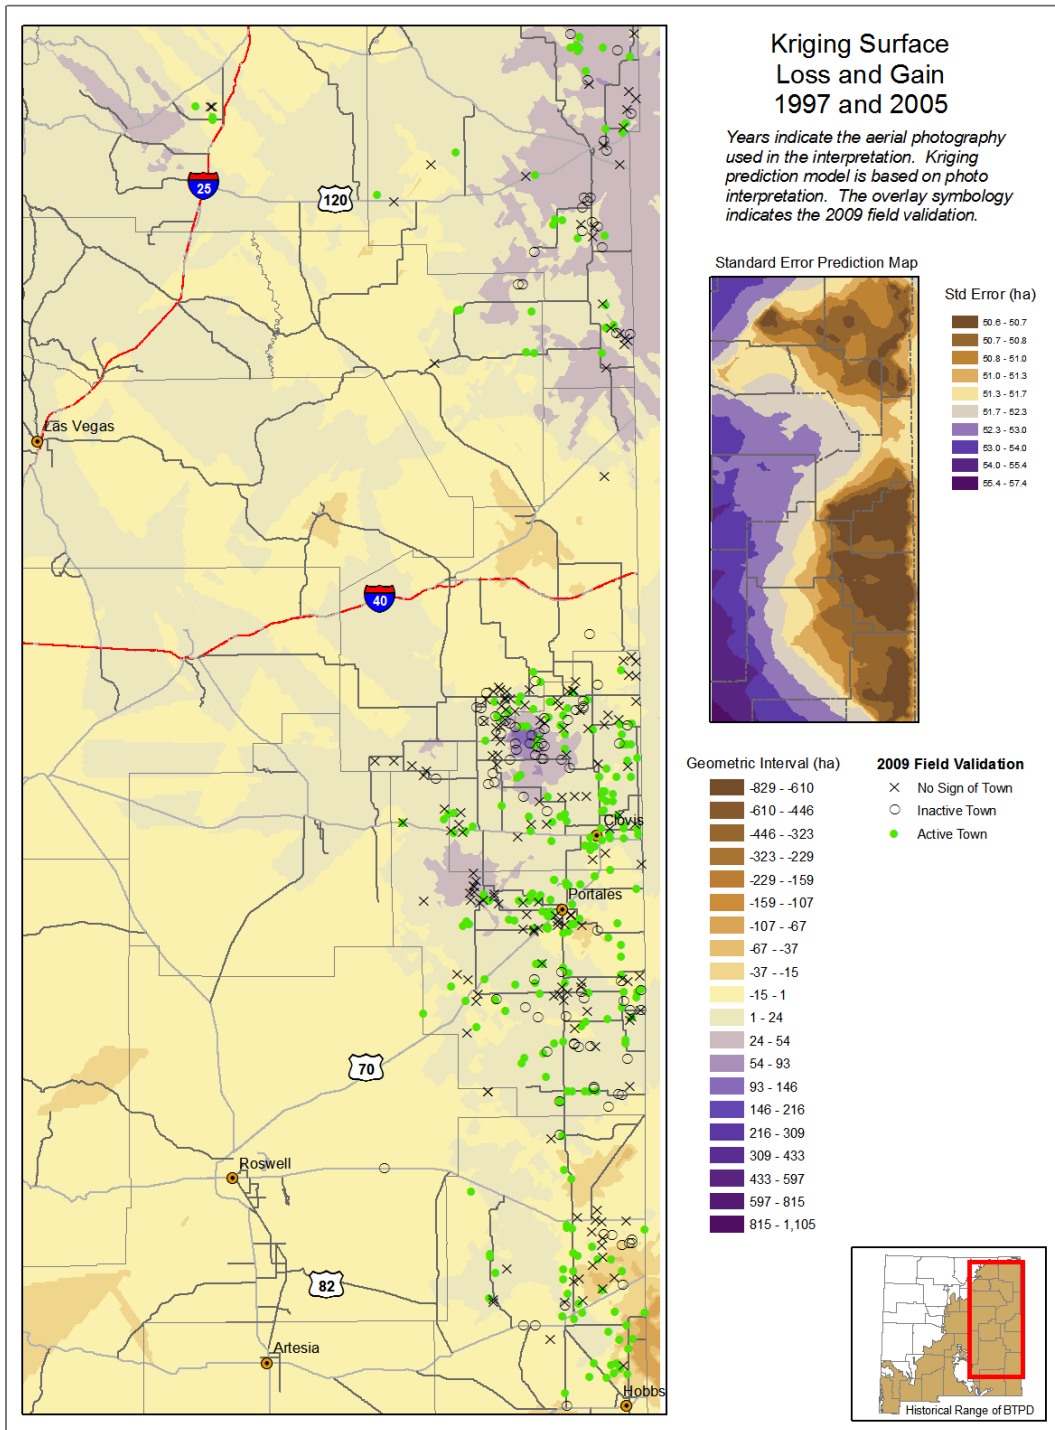 Kriging Surface
Loss and Gain
1997 and 2005
Years indicate the aerial photography
used in the interpretation. Kriging
prediction model is based on photo
interpretation. The overlay symbology
indicates the 2009 field validation.
25
120
Las Vegas
40
Clovis
Portales
70
Roswell
82
Artesia
Hobbs
Standard Error Prediction Map
Std Error (ha)
50.6 - 50.7
50.7 - 50.8
50.8 - 51.0
51.0 - 51.3
51.3 - 51.7
51.7 - 52.3
52.3 - 53.0
53.0 - 54.0
54.0 - 55.4
55.4 - 57.4
Geometric Interval (ha)
-829 - -610
-610 - -446
-446 - -323
-323 - -229
-229 - -159
-159 - -107
-107 - -67
-67 - -37
-37 - -15
-15 - 1
1 - 24
24 - 54
54 - 93
93 - 146
146 - 216
216 - 309
309 - 433
433 - 597
597 - 815
815 - 1,105
2009 Field Validation
No Sign of Town
Inactive Town
Active Town
Historical Range of BTPD